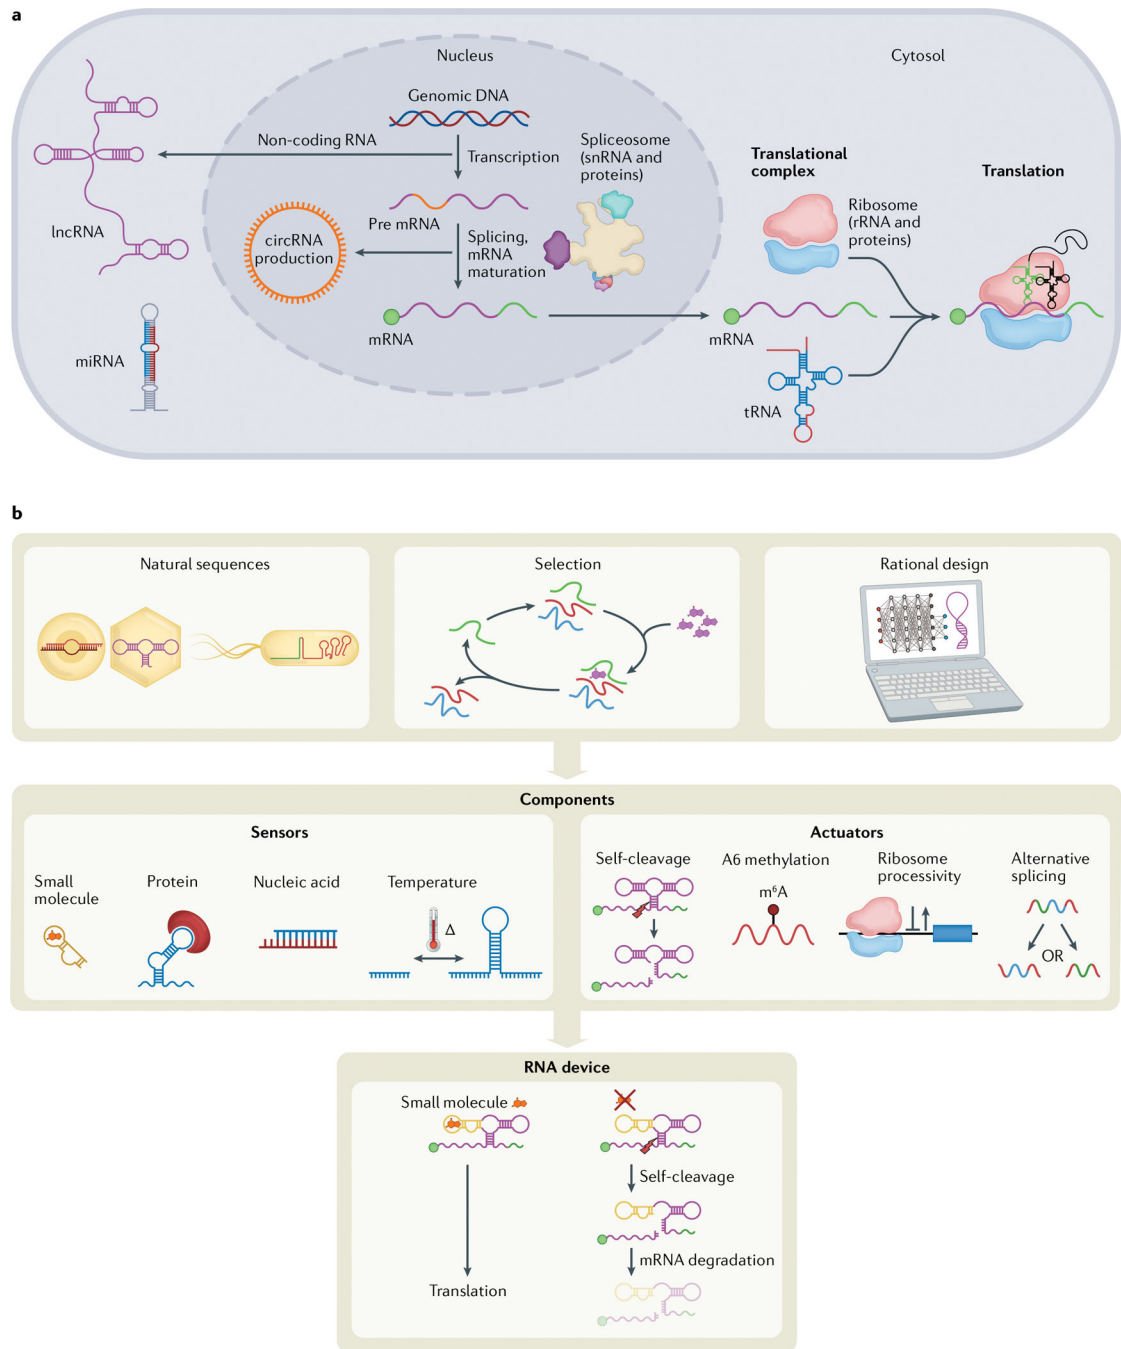 a
Nucleus
Cytosol
Genomic DNA
Non-coding RNA
Transcription
Spliceosome
(snRNA and
proteins)
Translational
complex
Translation
lncRNA
Pre mRNA
Ribosome
(rRNA and
proteins)
circRNA
production
Splicing,
mRNA
maturation
miRNA
mRNA
mRNA
tRNA
b
Natural sequences
Selection
Rational design
Components
Sensors
Small
molecule
Protein
Nucleic acid
Temperature
Δ
Actuators
Self-cleavage
A6 methylation
m⁶A
Ribosome
processivity
Alternative
splicing
OR
RNA device
Small molecule
Translation
Self-cleavage
mRNA degradation